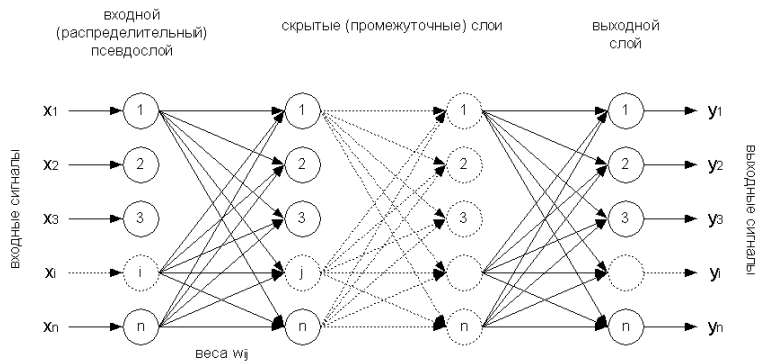 входной
(распределительный)
псевдослой
скрытые (промежуточные) слои
выходной
слой
x1 1 1 1 1 y1
x2 2 2 2 2 y2
x3 3 3 3 3 y3
xi i j yi
xn n n n n yn
входные сигналы
выходные сигналы
веса wij